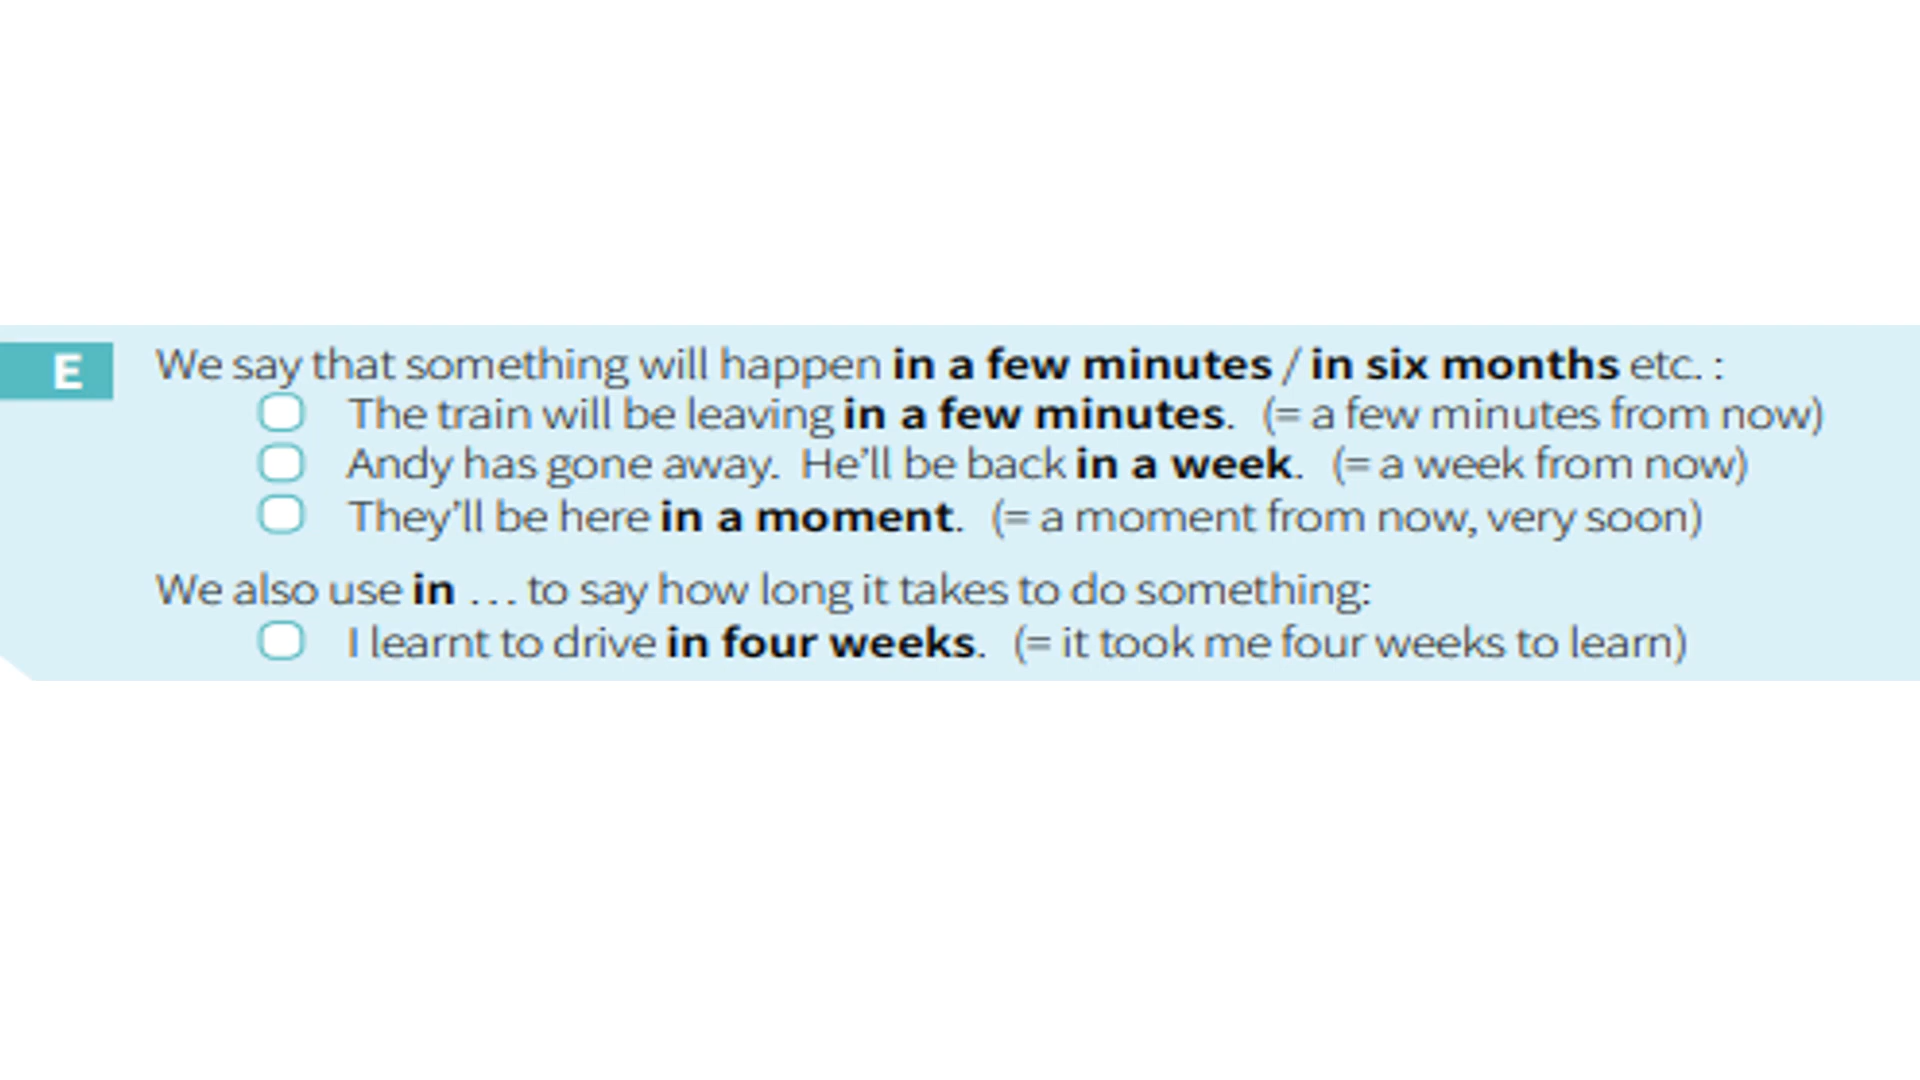 E
We say that something will happen in a few minutes / in six months etc. :
The train will be leaving in a few minutes. (= a few minutes from now)
Andy has gone away. He’ll be back in a week. (= a week from now)
They’ll be here in a moment. (= a moment from now, very soon)
We also use in … to say how long it takes to do something:
I learnt to drive in four weeks. (= it took me four weeks to learn)